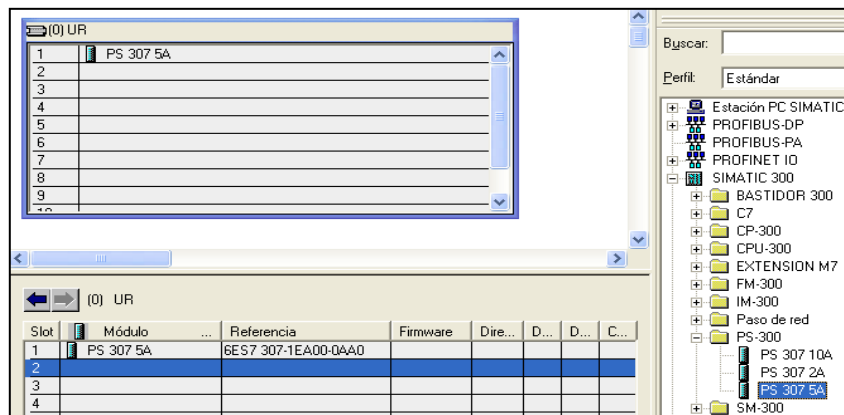 (0) UR
1 PS 307 5A
2
3
4
5
6
7
8
9
Buscar:
Perfil: Estándar
Estación PC SIMATIC
PROFIBUS-DP
PROFIBUS-PA
PROFINET IO
SIMATIC 300
BASTIDOR 300
C7
CP-300
CPU-300
EXTENSION M7
FM-300
IM-300
Paso de red
PS-300
PS 307 10A
PS 307 2A
PS 307 5A
SM-300
(0) UR
Slot Módulo ... Referencia Firmware Dire... D... D... C...
1 PS 307 5A 6ES7 307-1EA00-0AA0
2
3
4